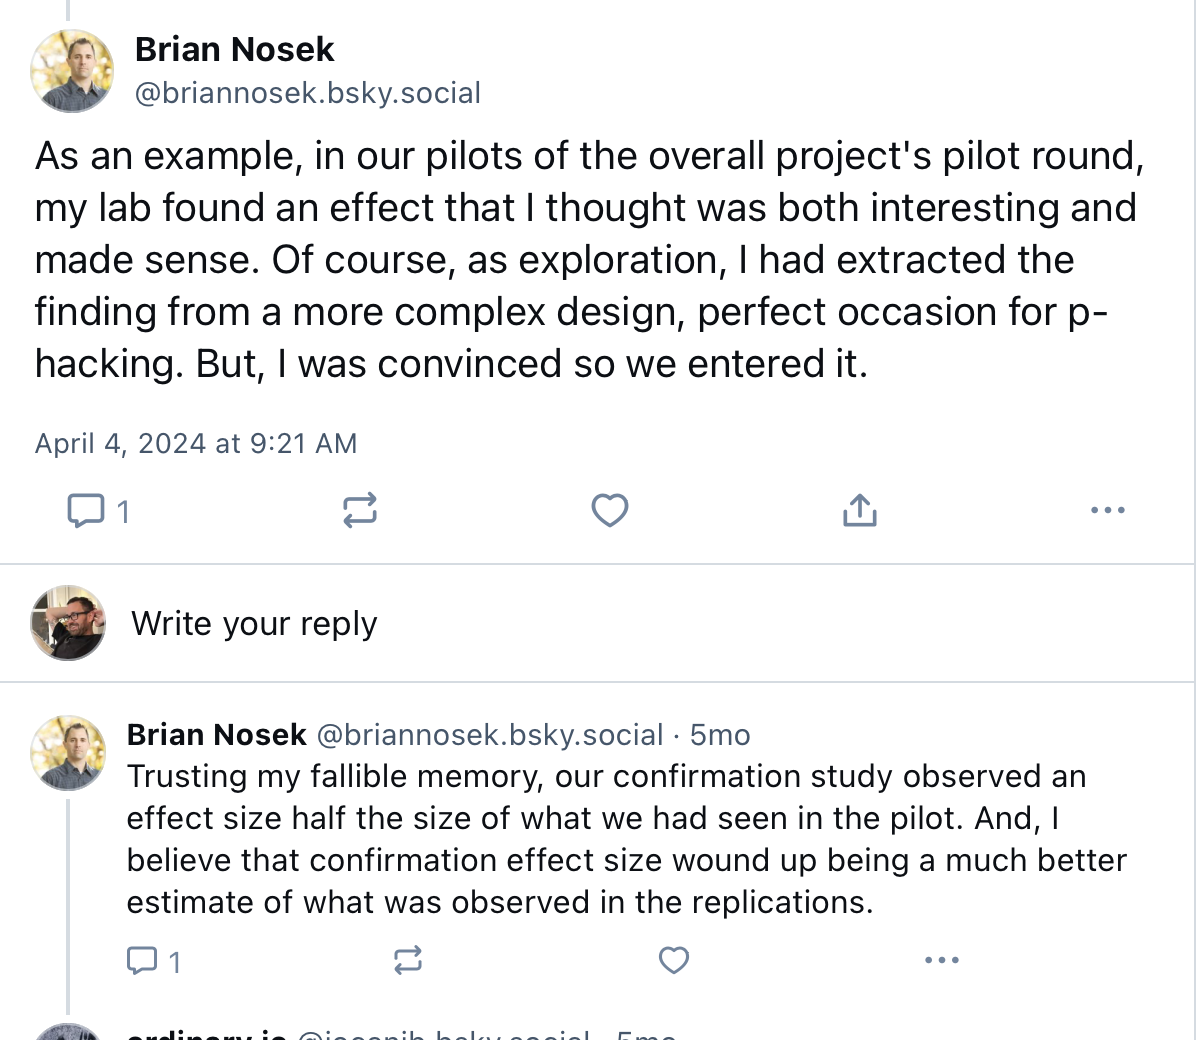 Brian Nosek
@briannosek.bsky.social
As an example, in our pilots of the overall project's pilot round,
my lab found an effect that I thought was both interesting and
made sense. Of course, as exploration, I had extracted the
finding from a more complex design, perfect occasion for p-
hacking. But, I was convinced so we entered it.
April 4, 2024 at 9:21 AM
1
Write your reply
Brian Nosek @briannosek.bsky.social · 5mo
Trusting my fallible memory, our confirmation study observed an
effect size half the size of what we had seen in the pilot. And, I
believe that confirmation effect size wound up being a much better
estimate of what was observed in the replications.
1